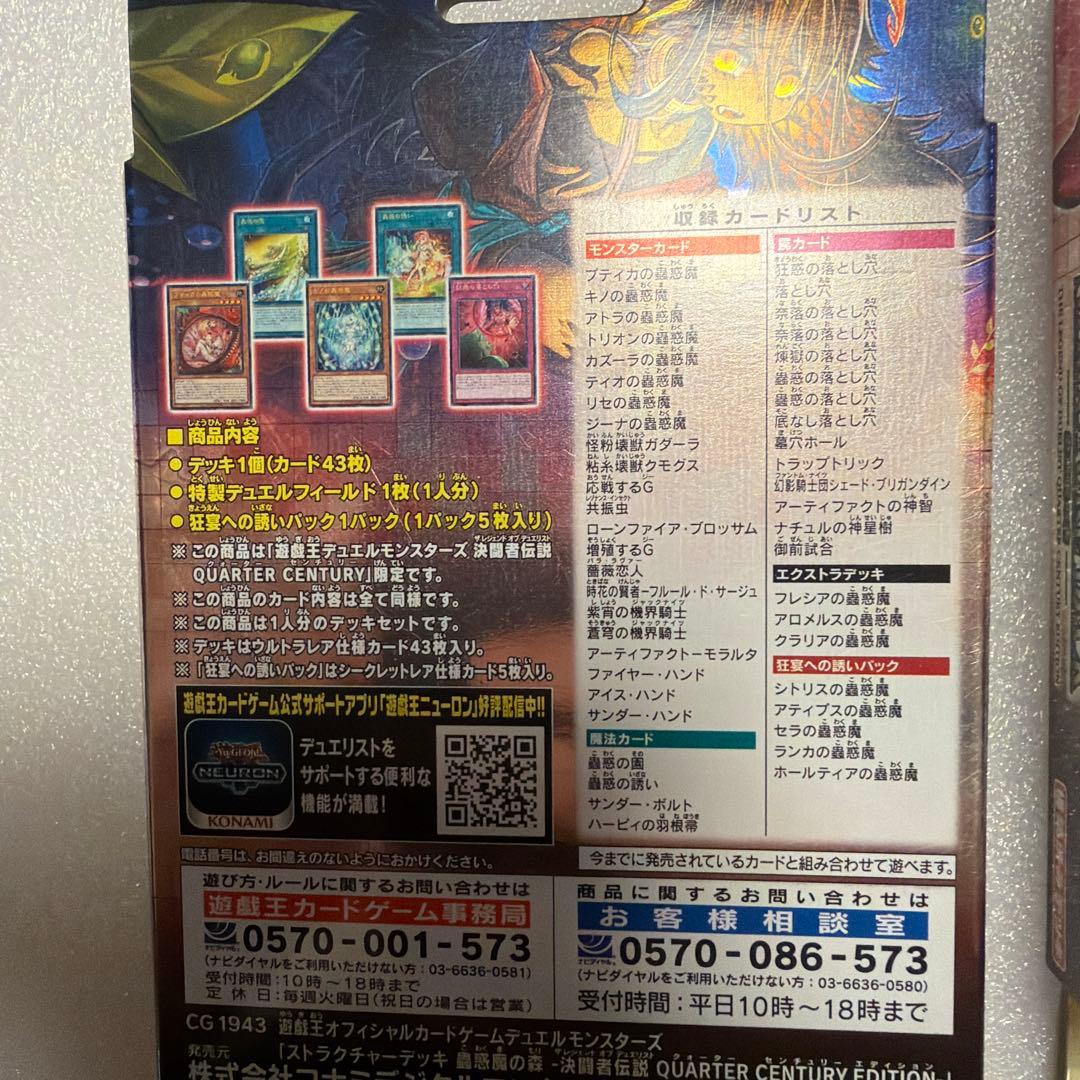 収録カードリスト
モンスターカード
プティカの蟲惑魔
キノの蟲惑魔
アトラの蟲惑魔
トリオンの蟲惑魔
カズーラの蟲惑魔
ティオの蟲惑魔
リセの蟲惑魔
ジーナの蟲惑魔
怪粉壊獣ガダーラ
粘糸壊獣クモグス
応戦するG
共振虫
ローンファイア・ブロッサム
増殖するG
薔薇恋人
時花の賢者-フルール・ド・サージュ
紫宵の機界騎士
蒼穹の機界騎士
アーティファクト-モラルタ
ファイヤー・ハンド
アイス・ハンド
サンダー・ハンド
魔法カード
蟲惑の園
蟲惑の誘い
サンダー・ボルト
ハーピィの羽根帚
罠カード
狂惑の落とし穴
落とし穴
奈落の落とし穴
奈落の落とし穴
煉獄の落とし穴
蟲惑の落とし穴
蟲惑の落とし穴
底なし落とし穴
墓穴ホール
トラップトリック
幻影騎士団シェード・ブリガンダイン
アーティファクトの神智
ナチュルの神星樹
御前試合
エクストラデッキ
フレシアの蟲惑魔
アロメルスの蟲惑魔
クラリアの蟲惑魔
狂宴への誘いパック
シトリスの蟲惑魔
アティプスの蟲惑魔
セラの蟲惑魔
ランカの蟲惑魔
ホールティアの蟲惑魔
■商品内容
●デッキ1個(カード43枚)
●特製デュエルフィールド1枚(1人分)
●狂宴への誘いパック1パック(1パック5枚入り)
※この商品は「遊戯王デュエルモンスターズ 決闘者伝説
QUARTER CENTURY」限定です。
※この商品のカード内容は全て同様です。
※この商品は1人分のデッキセットです。
※デッキはウルトラレア仕様カード43枚入り。
※「狂宴への誘いパック」はシークレットレア仕様カード5枚入り。
遊戯王カードゲーム公式サポートアプリ「遊戯王ニューロン」好評配信中!!
Yu-Gi-Oh!
NEURON
KONAMI
デュエリストを
サポートする便利な
機能が満載!
電話番号は、お間違えのないようにおかけください。
今までに発売されているカードと組み合わせて遊べます。
遊び方・ルールに関するお問い合わせは
遊戯王カードゲーム事務局
ナビダイヤル 0570-001-573
(ナビダイヤルをご利用いただけない方:03-6636-0581)
受付時間:10時～18時まで
定休日:毎週火曜日(祝日の場合は営業)
商品に関するお問い合わせは
お客様相談室
ナビダイヤル 0570-086-573
(ナビダイヤルをご利用いただけない方:03-6636-0580)
受付時間:平日10時～18時まで
CG1943 遊戯王オフィシャルカードゲームデュエルモンスターズ
発売元 「ストラクチャーデッキ 蟲惑魔の森 -決闘者伝説 QUARTER CENTURY EDITION-」